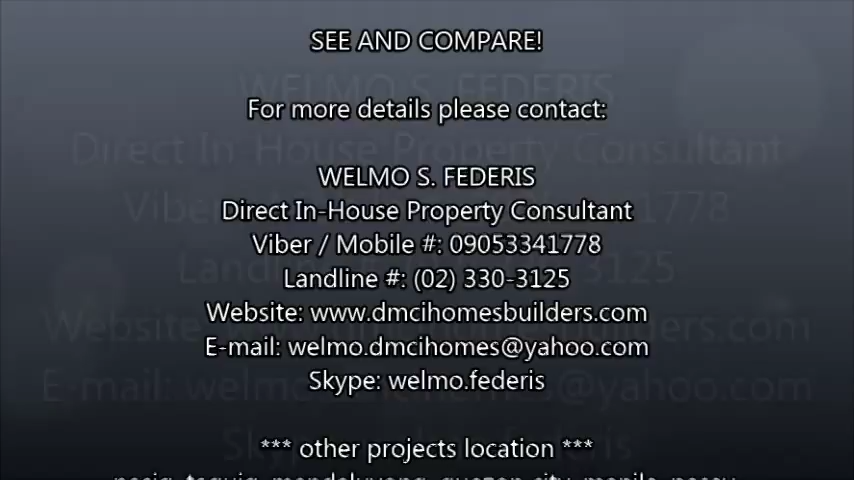 SEE AND COMPARE!
For more details please contact:
WELMO S. FEDERIS
Direct In-House Property Consultant
Viber / Mobile #: 09053341778
Landline #: (02) 330-3125
Website: www.dmcihomesbuilders.com
E-mail: welmo.dmcihomes@yahoo.com
Skype: welmo.federis
*** other projects location ***